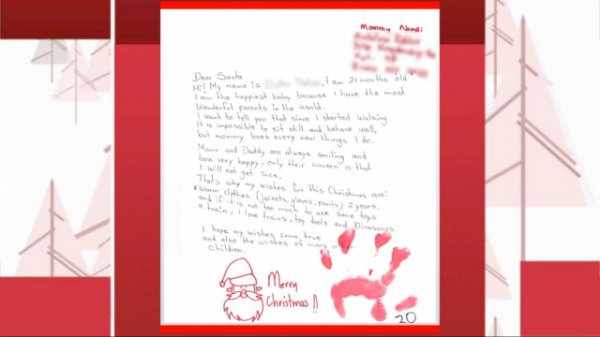 Mommy Name:
Dear Santa
Hi! My name is ; I am 21 months old
I am the happiest baby because I have the most
Wonderful parents in the world.
I want to tell you that since I started Walking
It is impossible to sit still and behave well,
but mommy loves every new things I do.
Mom and Daddy are always smiling and
look very happy, only their concern is that
I will not get sick.
That's why my wishes for this Christmas are:
Warm clothes (jackets, gloves, pants) 2 years.
and if it is not too much to ask some toys
a train, I love trains, toy tools and Dinosaurs.
I hope my wishes come true
and also the wishes of many
children.
Merry
Christmas!!
20